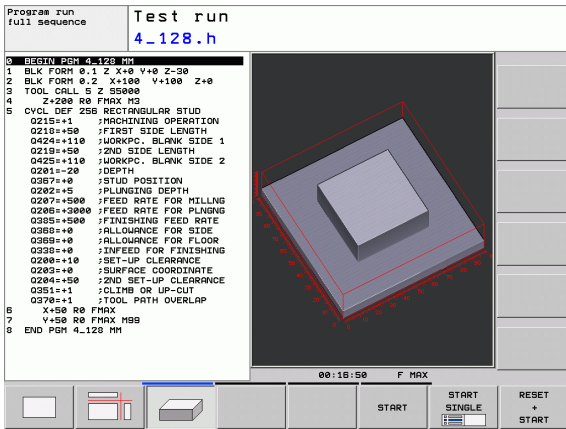 Program run
full sequence
Test run
4_128.h
0 BEGIN PGM 4_128 MM
1 BLK FORM 0.1 Z X+0 Y+0 Z-30
2 BLK FORM 0.2 X+100 Y+100 Z+0
3 TOOL CALL 5 Z S5000
4 Z+200 R0 FMAX M3
5 CYCL DEF 256 RECTANGULAR STUD
Q215=+1 ;MACHINING OPERATION
Q218=+50 ;FIRST SIDE LENGTH
Q424=+110 ;WORKPC. BLANK SIDE 1
Q219=+50 ;2ND SIDE LENGTH
Q425=+110 ;WORKPC. BLANK SIDE 2
Q201=-20 ;DEPTH
Q367=+0 ;STUD POSITION
Q202=+5 ;PLUNGING DEPTH
Q207=+500 ;FEED RATE FOR MILLNG
Q206=+3000 ;FEED RATE FOR PLNGNG
Q385=+500 ;FINISHING FEED RATE
Q368=+0 ;ALLOWANCE FOR SIDE
Q369=+0 ;ALLOWANCE FOR FLOOR
Q338=+0 ;INFEED FOR FINISHING
Q200=+10 ;SET-UP CLEARANCE
Q203=+0 ;SURFACE COORDINATE
Q204=+50 ;2ND SET-UP CLEARANCE
Q351=+1 ;CLIMB OR UP-CUT
Q370=+1 ;TOOL PATH OVERLAP
6 X+50 R0 FMAX
7 Y+50 R0 FMAX M99
8 END PGM 4_128 MM
00:16:50 F MAX
START
START
SINGLE
RESET
+
START